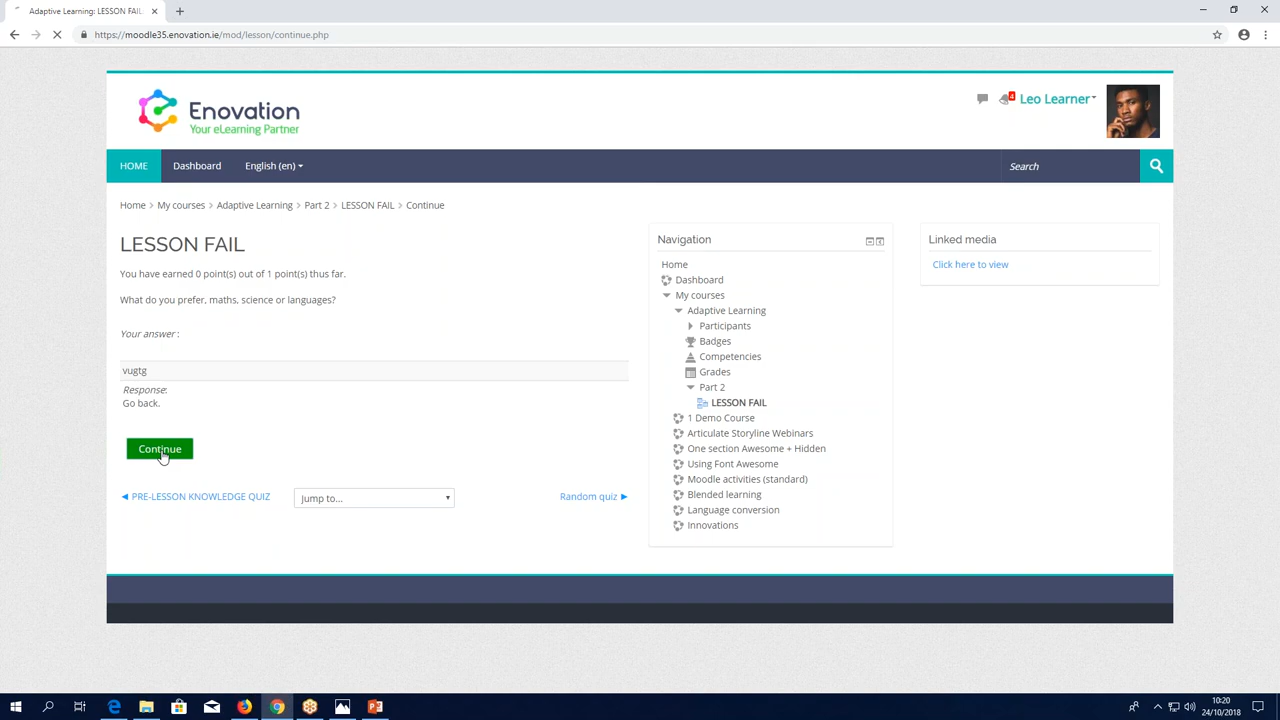 Adaptive Learning: LESSON FAIL:
https://moodle35.enovation.ie/mod/lesson/continue.php
Enovation
Your eLearning Partner
4
Leo Learner
HOME
Dashboard
English (en)
Search
Home
My courses
Adaptive Learning
Part 2
LESSON FAIL
Continue
LESSON FAIL
You have earned 0 point(s) out of 1 point(s) thus far.
What do you prefer, maths, science or languages?
Your answer :
vugtg
Response:
Go back.
Continue
PRE-LESSON KNOWLEDGE QUIZ
Jump to...
Random quiz
Navigation
Home
Dashboard
My courses
Adaptive Learning
Participants
Badges
Competencies
Grades
Part 2
LESSON FAIL
1 Demo Course
Articulate Storyline Webinars
One section Awesome + Hidden
Using Font Awesome
Moodle activities (standard)
Blended learning
Language conversion
Innovations
Linked media
Click here to view
10:20
24/10/2018